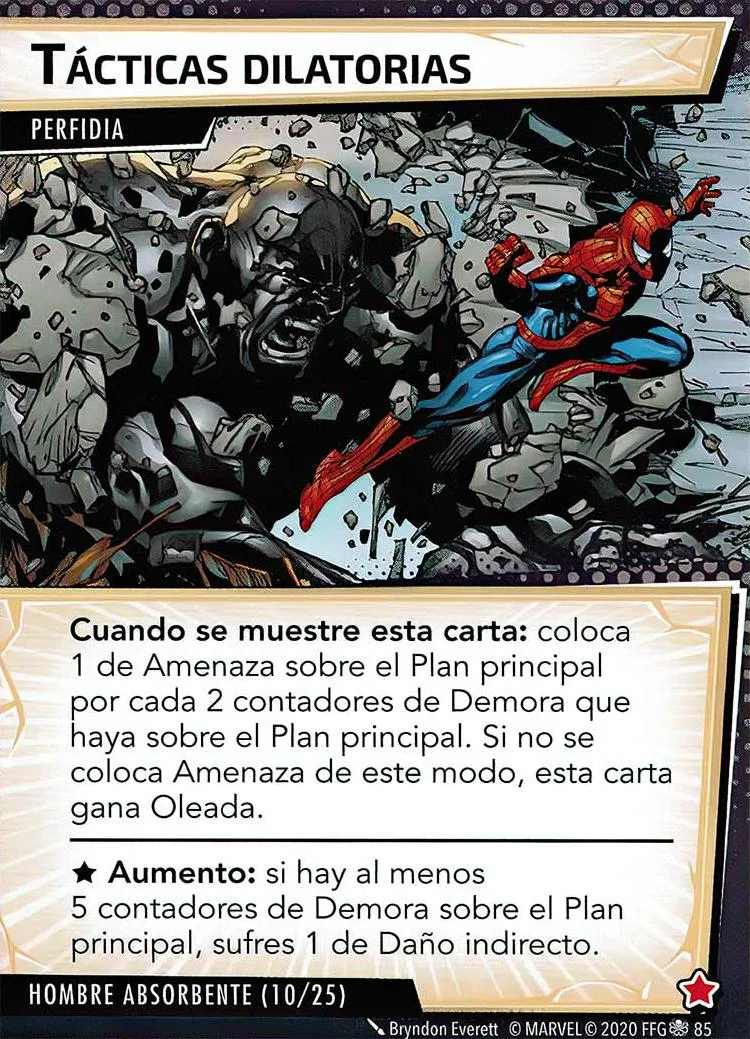 TÁCTICAS DILATORIAS
PERFIDIA
Cuando se muestre esta carta: coloca
1 de Amenaza sobre el Plan principal
por cada 2 contadores de Demora que
haya sobre el Plan principal. Si no se
coloca Amenaza de este modo, esta carta
gana Oleada.
★ Aumento: si hay al menos
5 contadores de Demora sobre el Plan
principal, sufres 1 de Daño indirecto.
HOMBRE ABSORBENTE (10/25)
Bryndon Everett © MARVEL © 2020 FFG 85